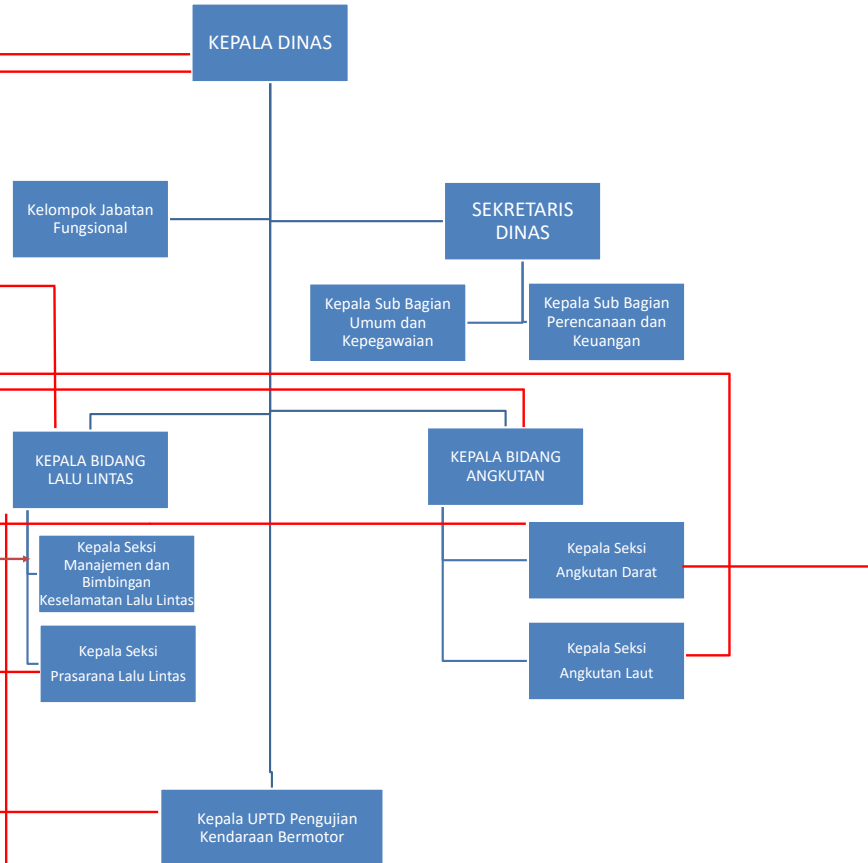 KEPALA DINAS
Kelompok Jabatan
Fungsional
SEKRETARIS
DINAS
Kepala Sub Bagian
Umum dan
Kepegawaian
Kepala Sub Bagian
Perencanaan dan
Keuangan
KEPALA BIDANG
LALU LINTAS
KEPALA BIDANG
ANGKUTAN
Kepala Seksi
Manajemen dan
Bimbingan
Keselamatan Lalu Lintas
Kepala Seksi
Angkutan Darat
Kepala Seksi
Prasarana Lalu Lintas
Kepala Seksi
Angkutan Laut
Kepala UPTD Pengujian
Kendaraan Bermotor